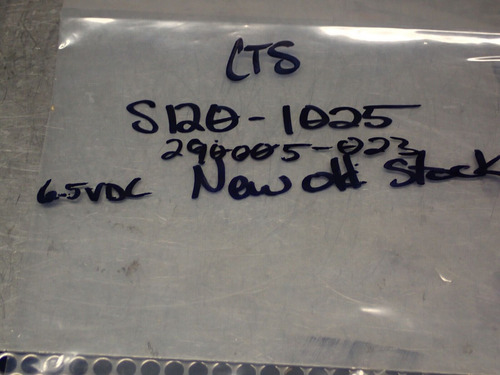 CTS
S120-1025
290005-023
6.5VDC New old Stock